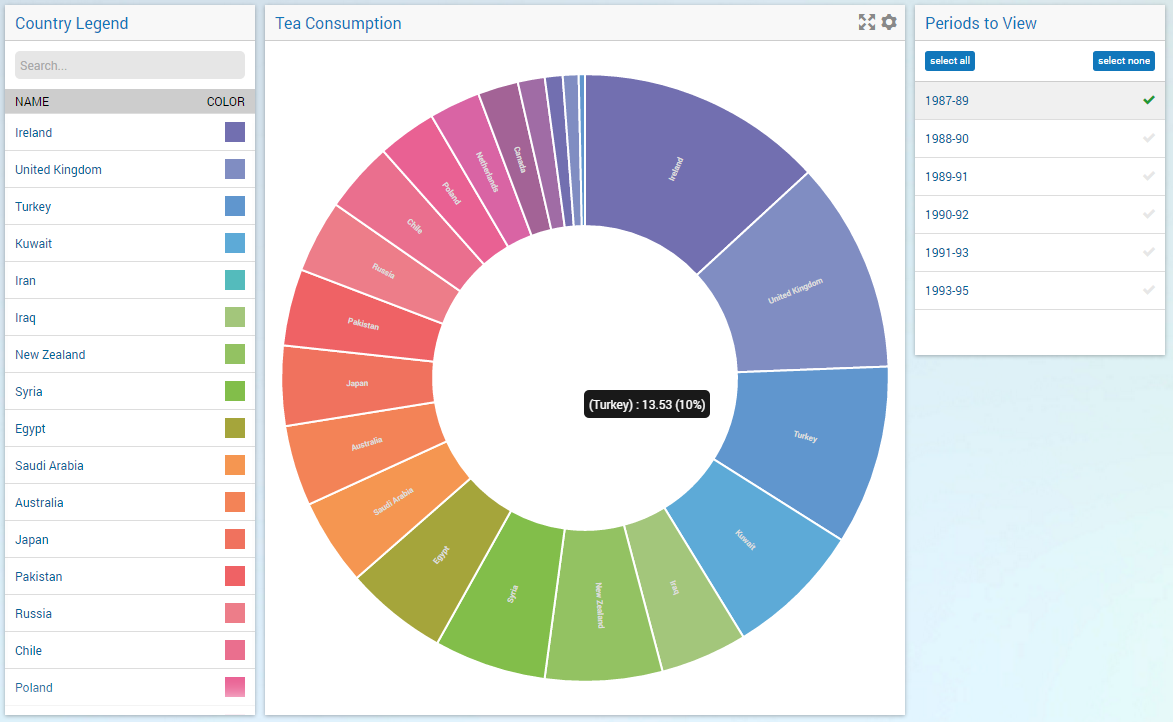 Country Legend
Search...
NAME COLOR
Ireland
United Kingdom
Turkey
Kuwait
Iran
Iraq
New Zealand
Syria
Egypt
Saudi Arabia
Australia
Japan
Pakistan
Russia
Chile
Poland
Tea Consumption
Ireland
United Kingdom
Turkey
Kuwait
Iraq
New Zealand
Syria
Egypt
Saudi Arabia
Australia
Japan
Pakistan
Russia
Chile
Poland
Netherlands
Canada
(Turkey) : 13.53 (10%)
Periods to View
select all select none
1987-89
1988-90
1989-91
1990-92
1991-93
1993-95